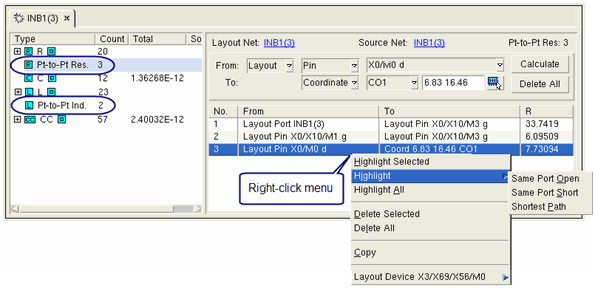 INB1(3) ×
Type Count Total So
R R 20
R Pt-to-Pt Res. 3
C C 12 1.36268E-12
L L 23
L Pt-to-Pt Ind. 2
CC CC 57 2.40032E-12
Layout Net: INB1(3) Source Net: INB1(3) Pt-to-Pt Res: 3
From: Layout Pin X0/M0 d Calculate
To: Coordinate CO1 6.83 16.46 Delete All
No. From To R
1 Layout Port INB1(3) Layout Pin X0/X10/M3 g 33.7419
2 Layout Pin X0/X10/M1 g Layout Pin X0/X10/M3 g 6.09509
3 Layout Pin X0/M0 d Coord 6.83 16.46 CO1 7.73094
Right-click menu
Highlight Selected
Highlight
Highlight All
Delete Selected
Delete All
Copy
Layout Device X3/X69/X56/M0
Same Port Open
Same Port Short
Shortest Path